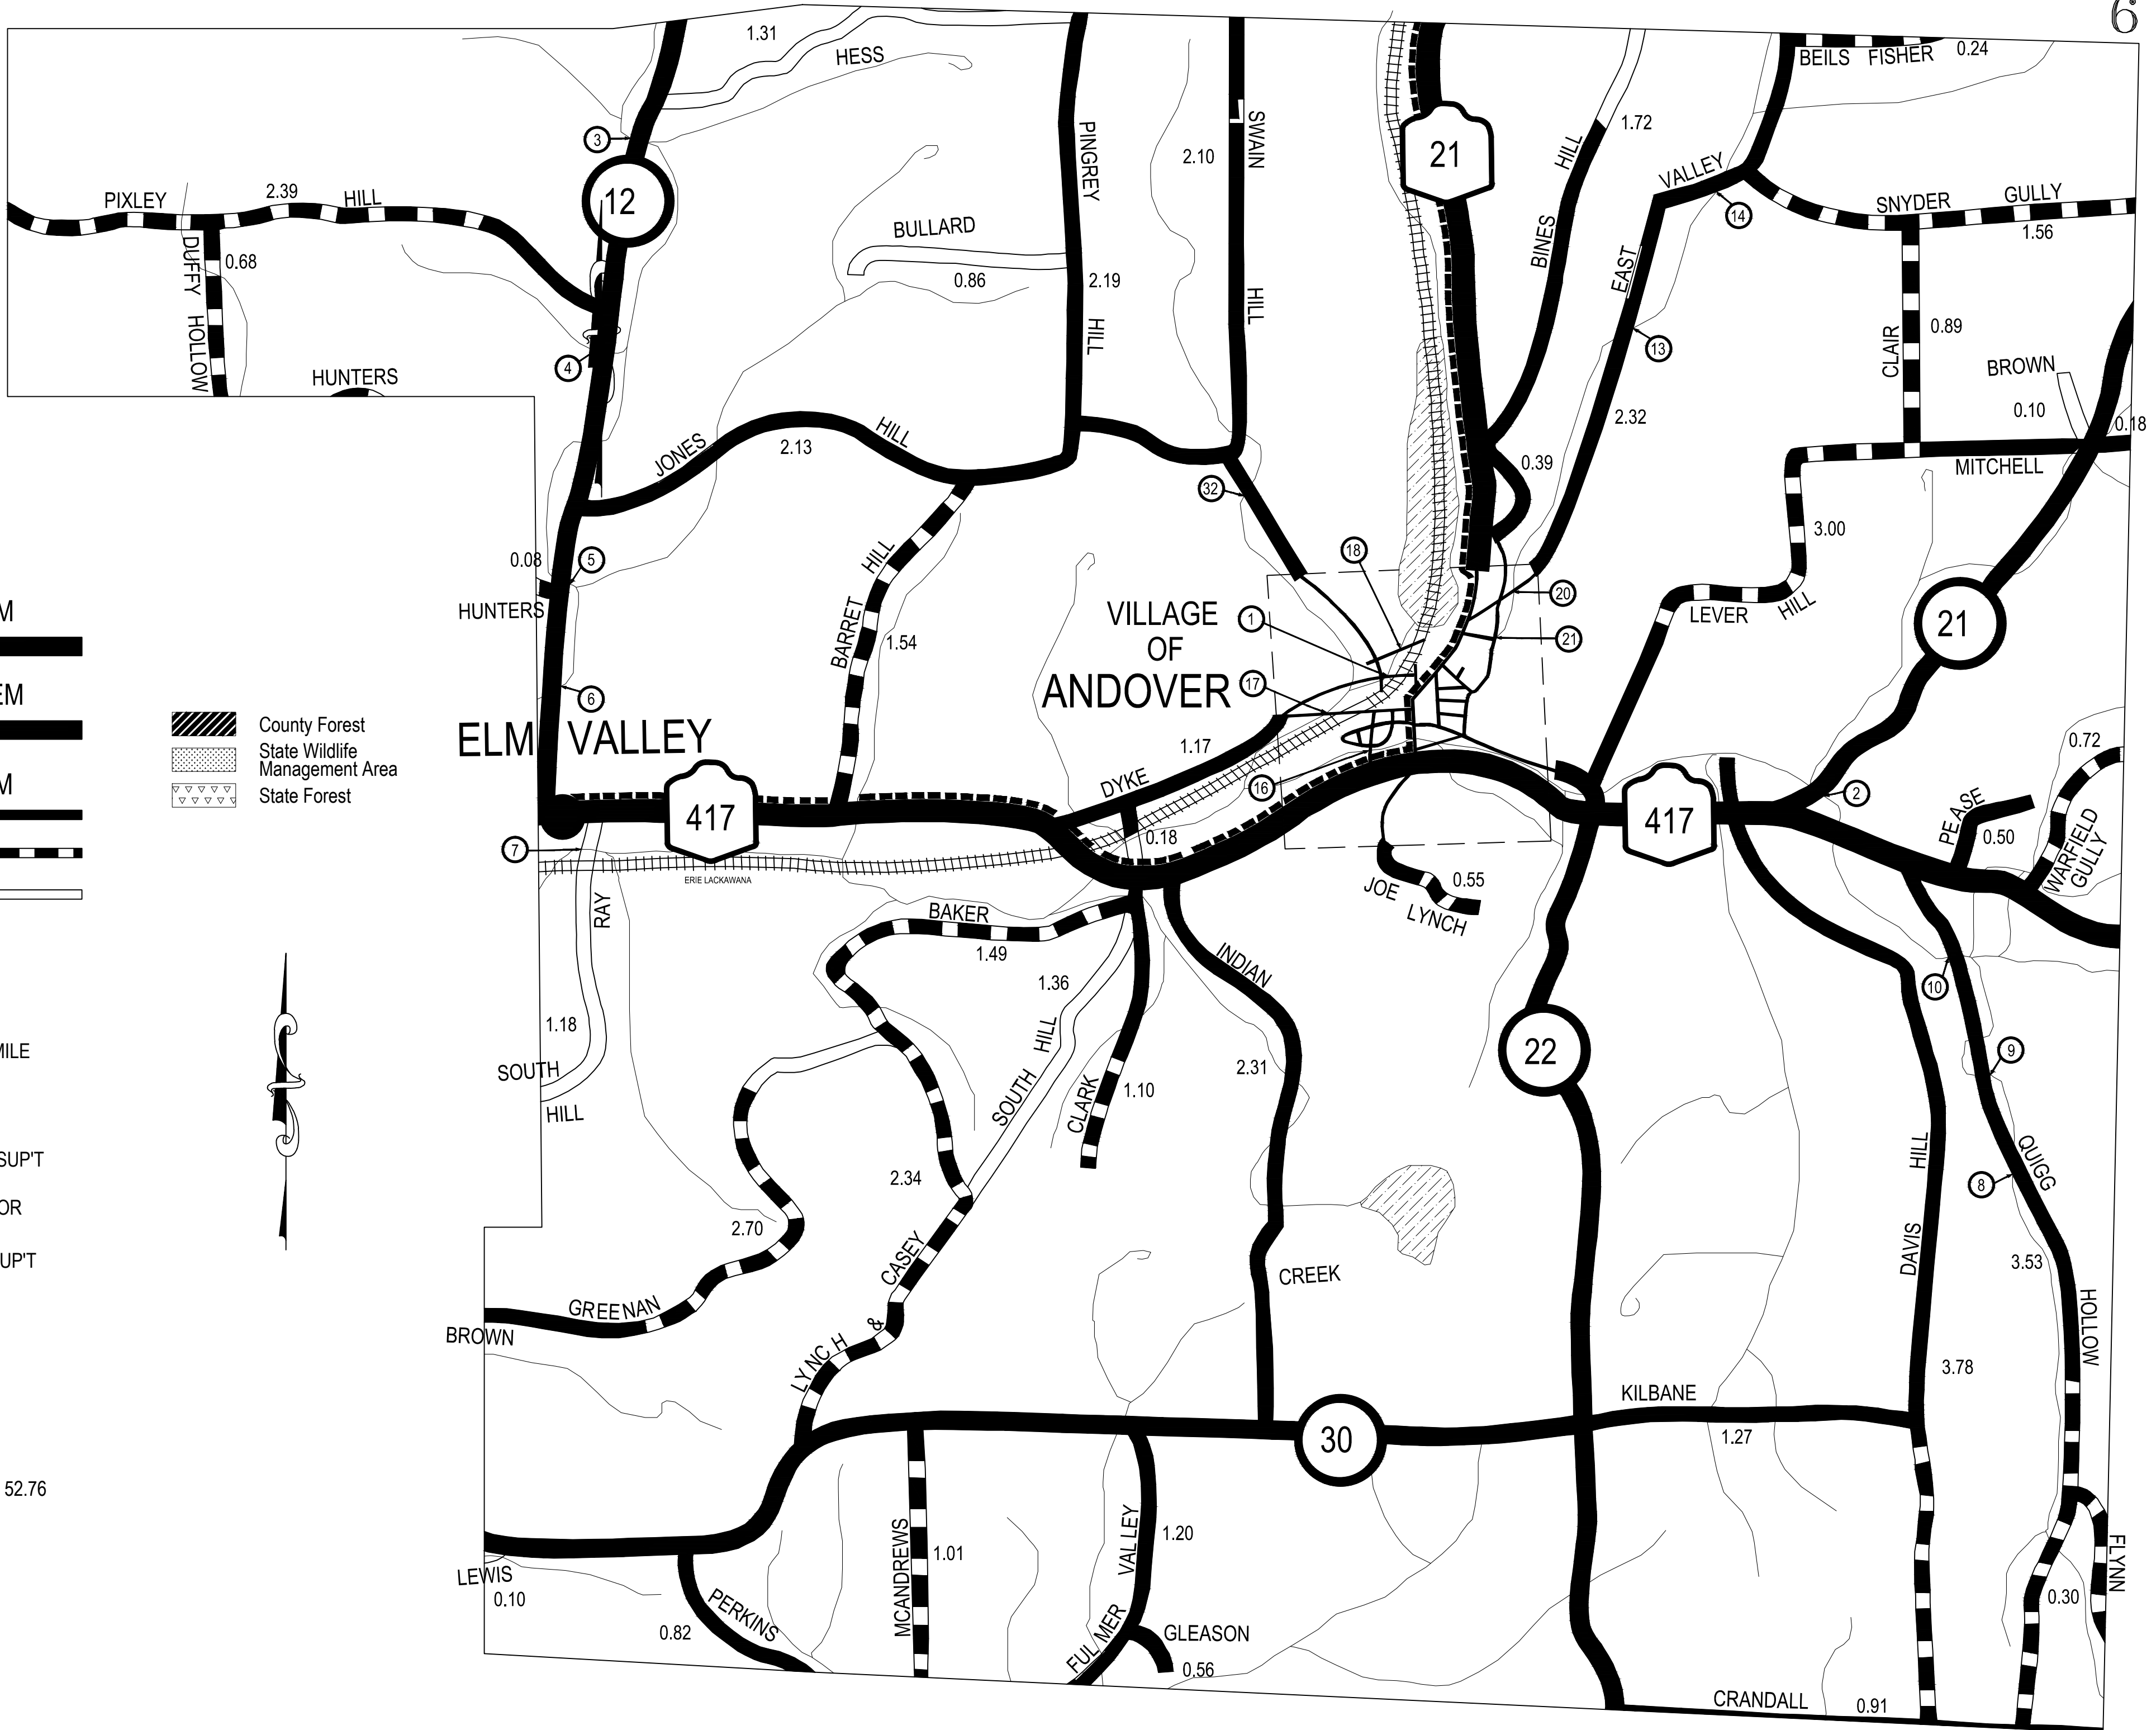 6
1.31
HESS
BEILS FISHER
0.24
3
PINGREY
SWAIN
21
HILL
1.72
2.10
VALLEY
PIXLEY
2.39
HILL
12
SNYDER
GULLY
14
1.56
BULLARD
0.86
BINES
DUFFY
0.68
2.19
HILL
HILL
EAST
HOLLOW
HUNTERS
4
13
CLAIR
0.89
BROWN
0.10
0.18
JONES
HILL
2.13
2.32
0.39
MITCHELL
32
3.00
0.08
5
18
HUNTERS
BARRET
HILL
1.54
VILLAGE
OF
ANDOVER
1
20
21
LEVER
HILL
21
M
6
17
EM
ELM VALLEY
County Forest
State Wildlife
Management Area
State Forest
M
1.17
DYKE
16
0.72
2
417
417
7
0.18
PEASE
0.50
WARFIELD
GULLY
ERIE LACKAWANA
JOE
LYNCH
0.55
RAY
BAKER
1.49
INDIAN
1.36
10
1.18
SOUTH
HILL
MILE
22
9
SOUTH
HILL
CLARK
1.10
2.31
HILL
QUIGG
SUP'T
2.34
8
OR
2.70
DAVIS
3.53
UP'T
CASEY
CREEK
GREENAN
BROWN
LYNCH &
HOLLOW
3.78
KILBANE
1.27
30
52.76
MCANDREWS
1.01
VALLEY
1.20
LEWIS
0.10
FLYNN
0.30
PERKINS
0.82
FULMER
GLEASON
0.56
CRANDALL
0.91